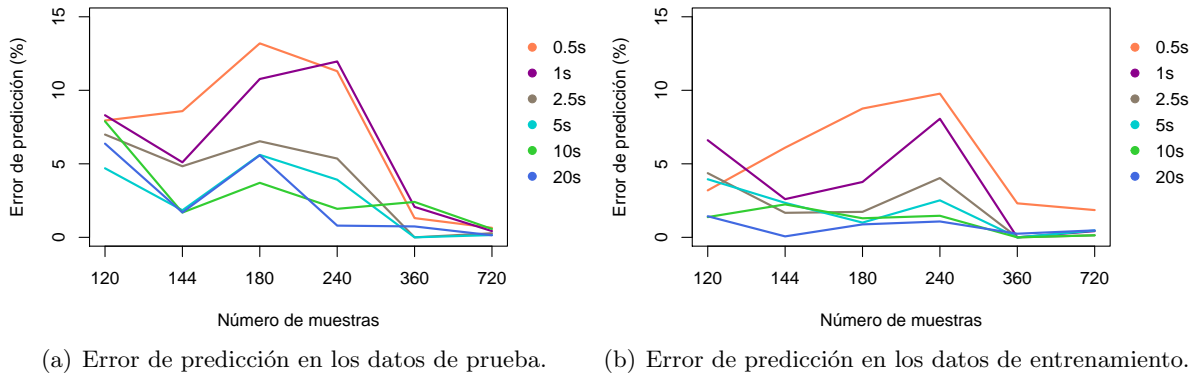 Error de predicción (%)
15
10
5
0
120 144 180 240 360 720
Número de muestras
0.5s
1s
2.5s
5s
10s
20s
(a) Error de predicción en los datos de prueba.
Error de predicción (%)
15
10
5
0
120 144 180 240 360 720
Número de muestras
0.5s
1s
2.5s
5s
10s
20s
(b) Error de predicción en los datos de entrenamiento.